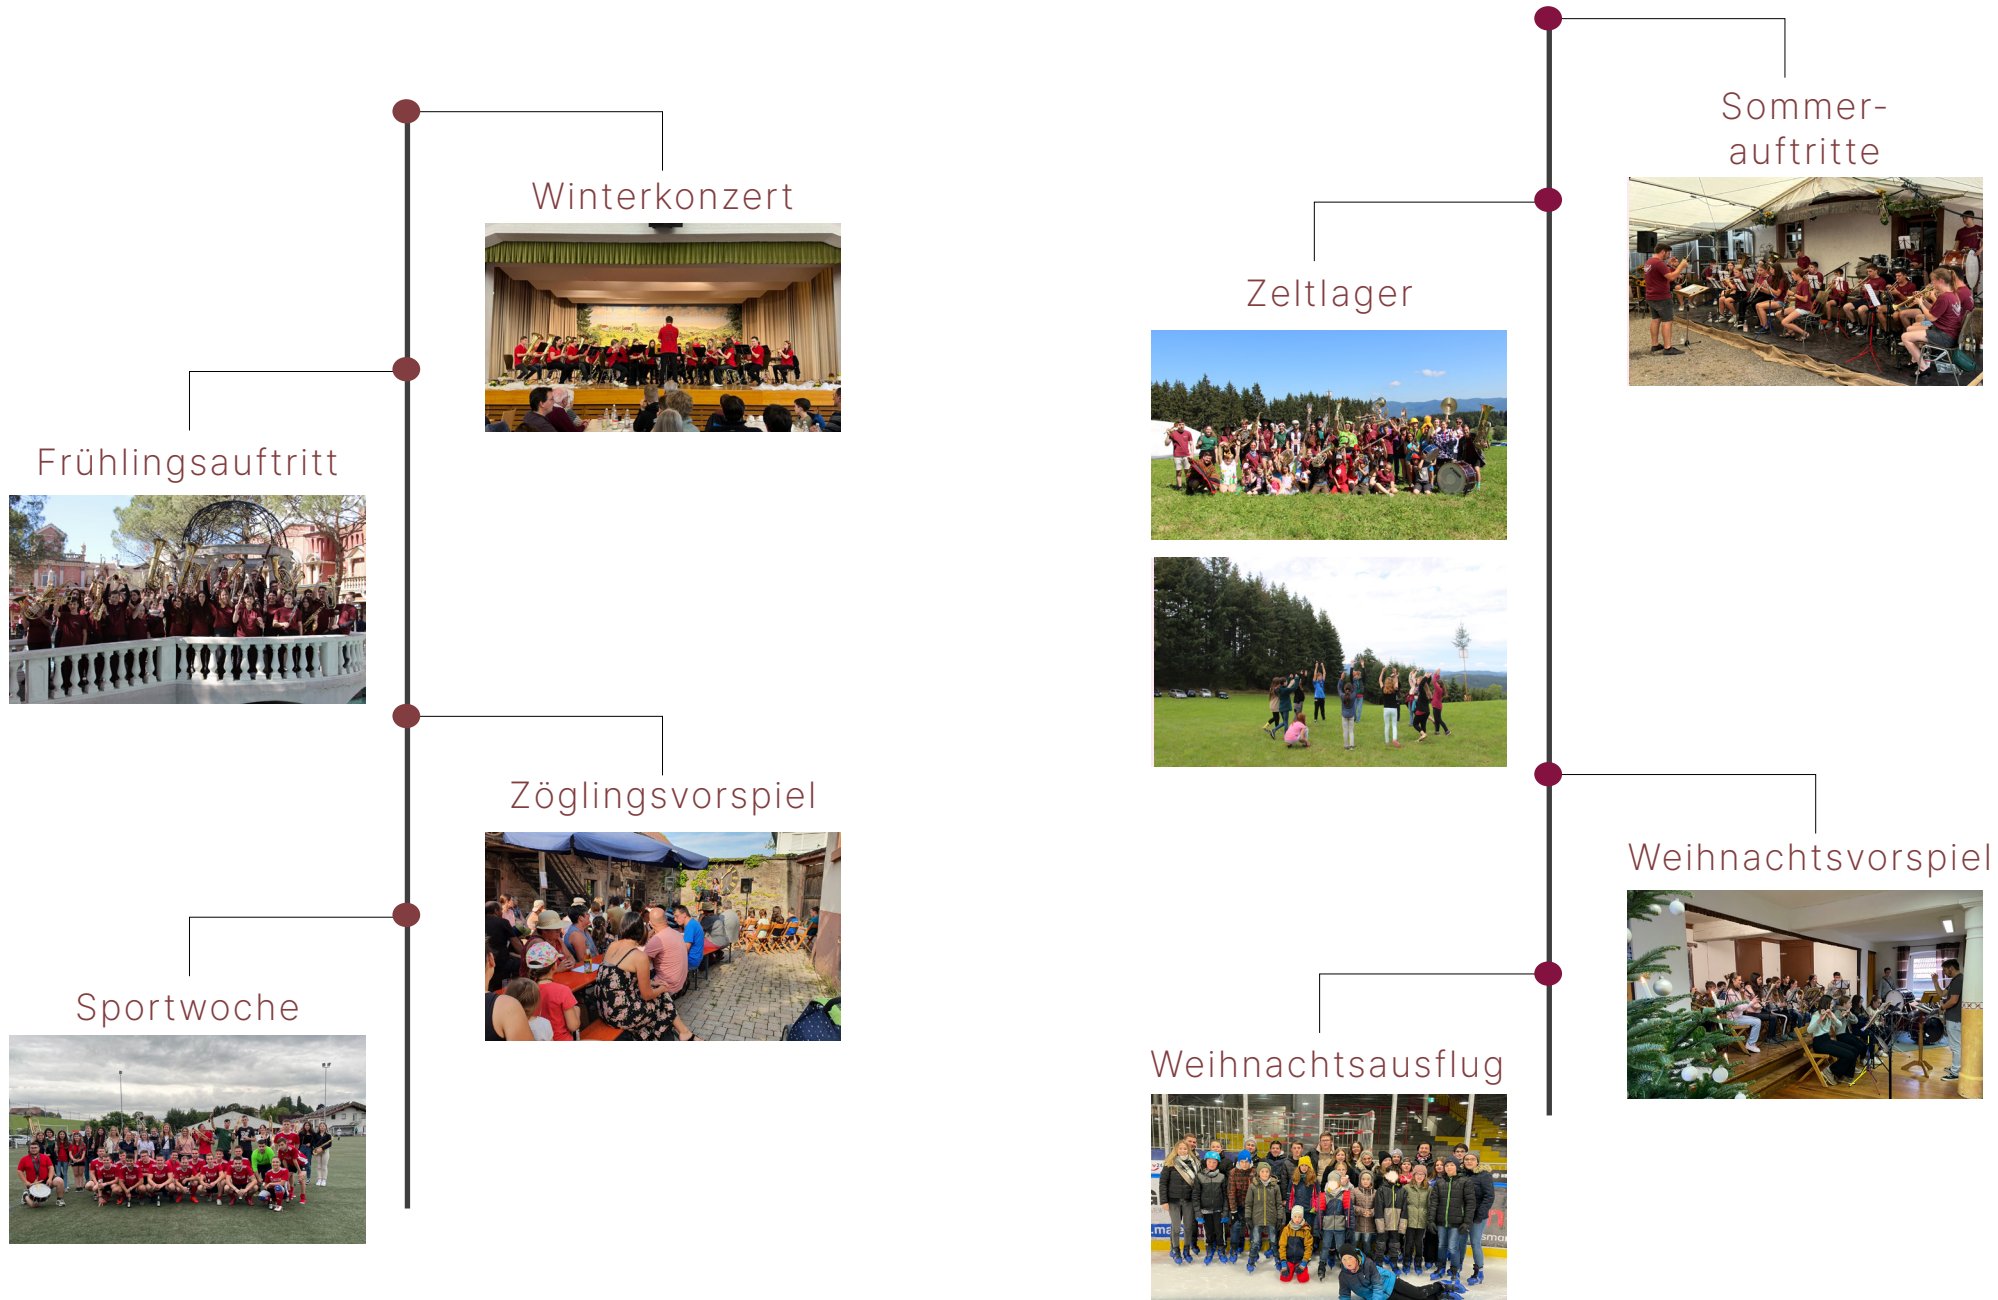 Winterkonzert
Frühlingsauftritt
Zöglingsvorspiel
Sportwoche
Sommer-
auftritte
Zeltlager
Weihnachtsvorspiel
Weihnachtsausflug